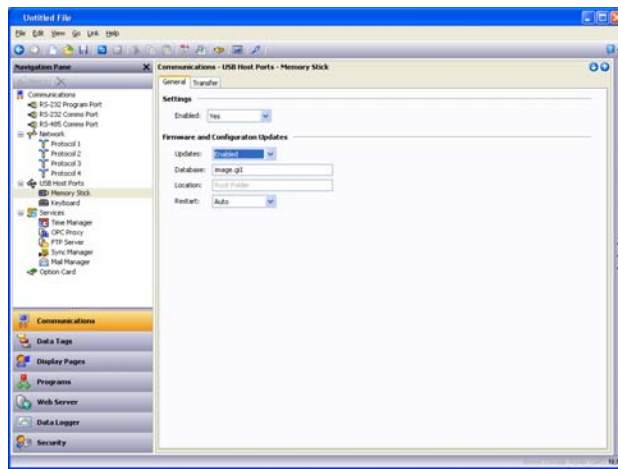 Untitled File
File Edit View Go Link Help
Navigation Pane
Communications - USB Host Ports - Memory Stick
General Transfer
Communications
RS-232 Program Port
RS-232 Comms Port
RS-485 Comms Port
Network
Protocol 1
Protocol 2
Protocol 3
Protocol 4
USB Host Ports
Memory Stick
Keyboard
Services
Time Manager
OPC Proxy
FTP Server
Sync Manager
Mail Manager
Option Card
Settings
Enabled: Yes
Firmware and Configuraton Updates
Updates: Enabled
Database: image.gi1
Location: Root Folder
Restart: Auto
Communications
Data Tags
Display Pages
Programs
Web Server
Data Logger
Security